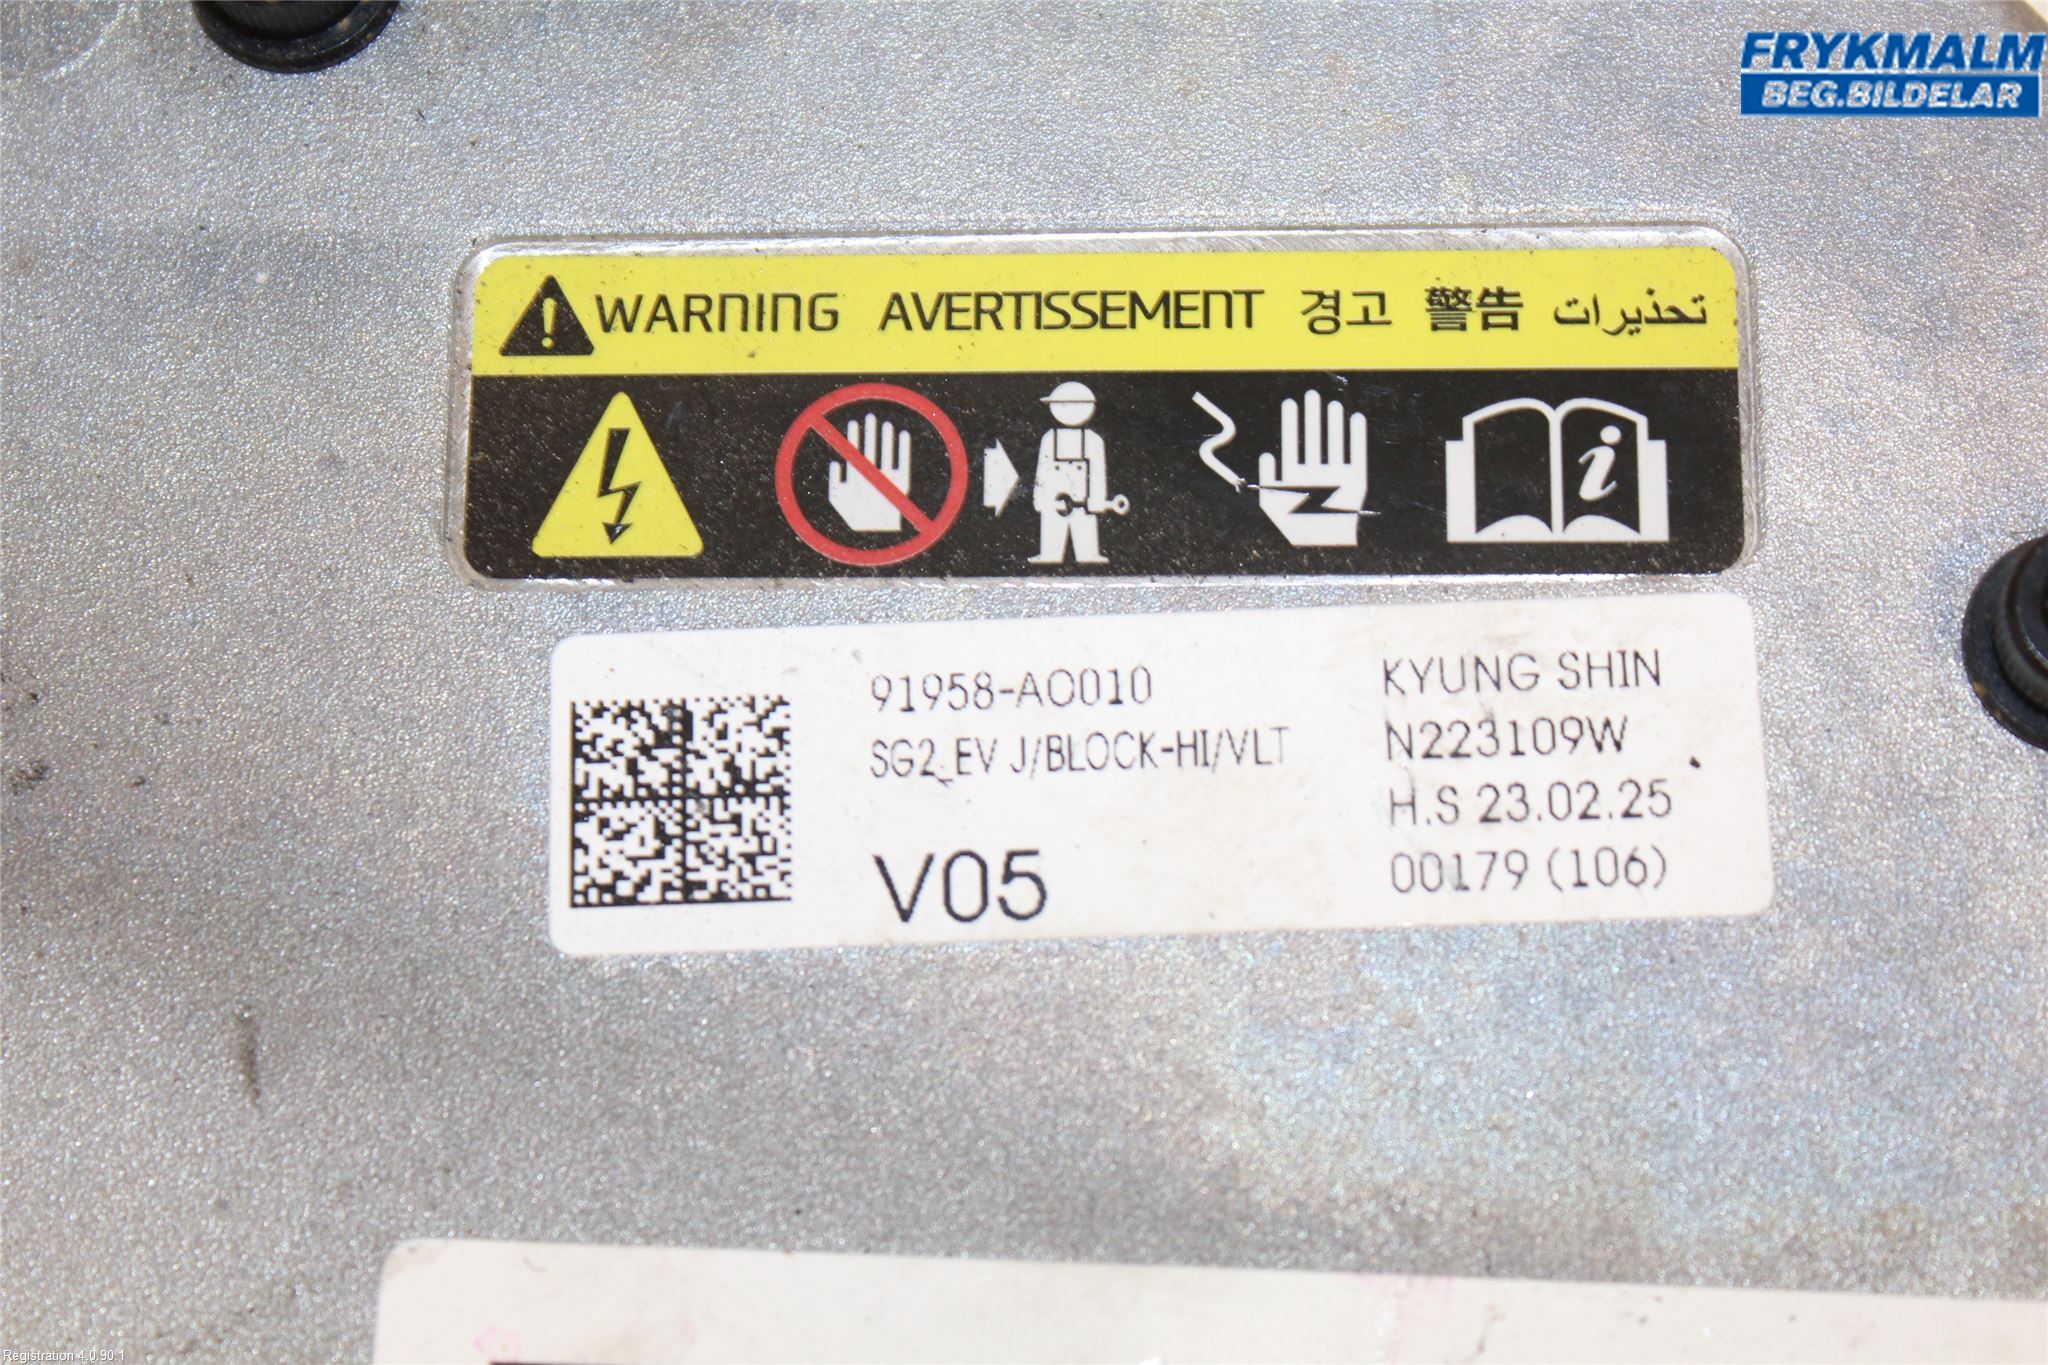 FRYKMALM
BEG.BILDELAR
WARNING AVERTISSEMENT 경고 警告 تحذيرات
91958-AO010
SG2_EV J/BLOCK-HI/VLT
V05
KYUNG SHIN
N223109W
H.S 23.02.25
00179 (106)
Registration 4.0.90.1